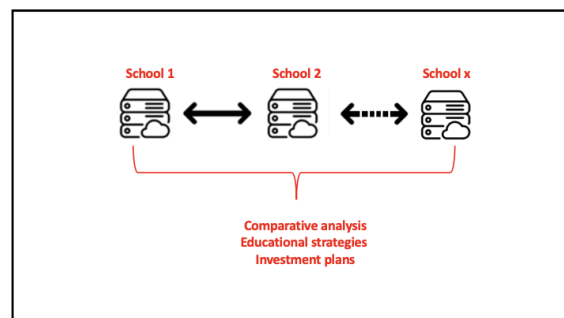 School 1
School 2
School x
Comparative analysis
Educational strategies
Investment plans